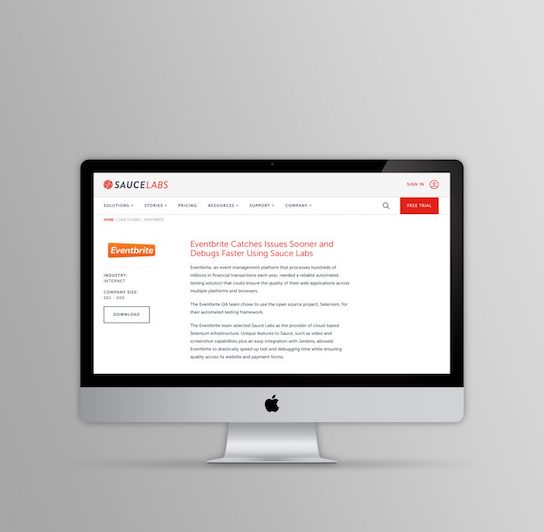 SAUCELABS
SIGN IN
SOLUTIONS
STORIES
PRICING
RESOURCES
SUPPORT
COMPANY
FREE TRIAL
HOME / CASE STUDIES / EVENTBRITE
Eventbrite
INDUSTRY:
INTERNET
COMPANY SIZE:
201 - 500
DOWNLOAD
Eventbrite Catches Issues Sooner and
Debugs Faster Using Sauce Labs
Eventbrite, an event management platform that processes hundreds of
millions in financial transactions each year, needed a reliable automated
testing solution that could ensure the quality of their web applications across
multiple platforms and browsers.
The Eventbrite QA team chose to use the open source project, Selenium, for
their automated testing framework.
The Eventbrite team selected Sauce Labs as the provider of cloud-based
Selenium infrastructure. Unique features to Sauce, such as video and
screenshot capabilities plus an easy integration with Jenkins, allowed
Eventbrite to drastically speed up test and debugging time while ensuring
quality across its website and payment forms.